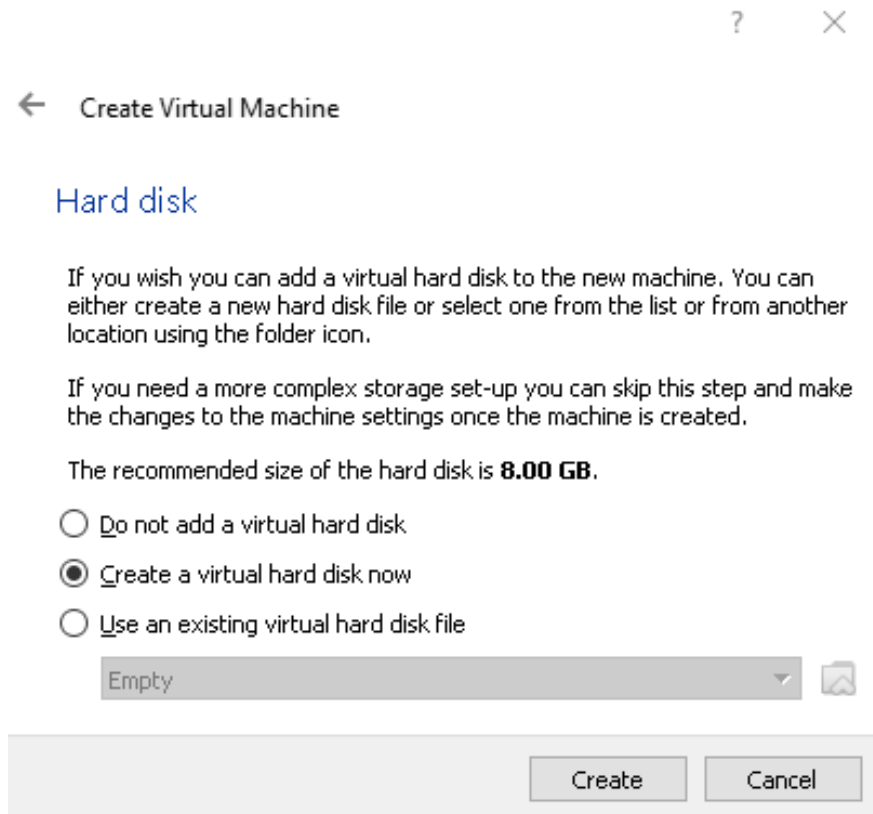 ?
Create Virtual Machine
Hard disk
If you wish you can add a virtual hard disk to the new machine. You can
either create a new hard disk file or select one from the list or from another
location using the folder icon.
If you need a more complex storage set-up you can skip this step and make
the changes to the machine settings once the machine is created.
The recommended size of the hard disk is 8.00 GB.
Do not add a virtual hard disk
Create a virtual hard disk now
Use an existing virtual hard disk file
Empty
Create Cancel